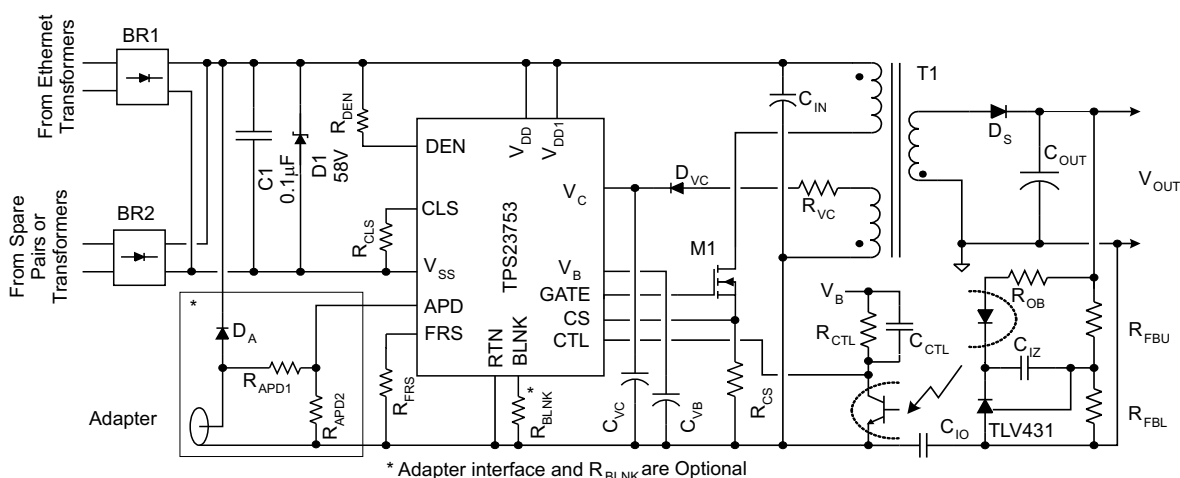 From Ethernet
Transformers
BR1
From Spare
Pairs or
Transformers
BR2
C1
0.1μF
D1
58V
R_DEN
R_CLS
DEN
CLS
V_SS
APD
FRS
TPS23753
V_DD
V_DD1
RTN
BLNK
V_C
V_B
GATE
CS
CTL
*
D_A
R_APD1
R_APD2
Adapter
R_FRS
*
R_BLNK
C_VC
C_VB
D_VC
R_VC
M1
R_CS
C_IN
T1
D_S
C_OUT
V_OUT
V_B
R_CTL
C_CTL
R_OB
C_IZ
R_FBU
R_FBL
TLV431
C_IO
* Adapter interface and R_BLNK are Optional